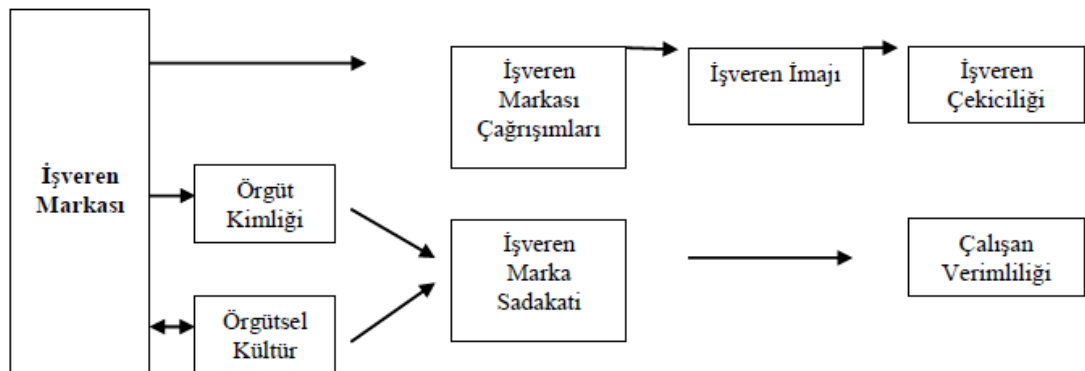 İşveren
Markası
Örgüt
Kimliği
Örgütsel
Kültür
İşveren
Markası
Çağrışımları
İşveren İmajı
İşveren
Çekiciliği
İşveren
Marka
Sadakati
Çalışan
Verimliliği